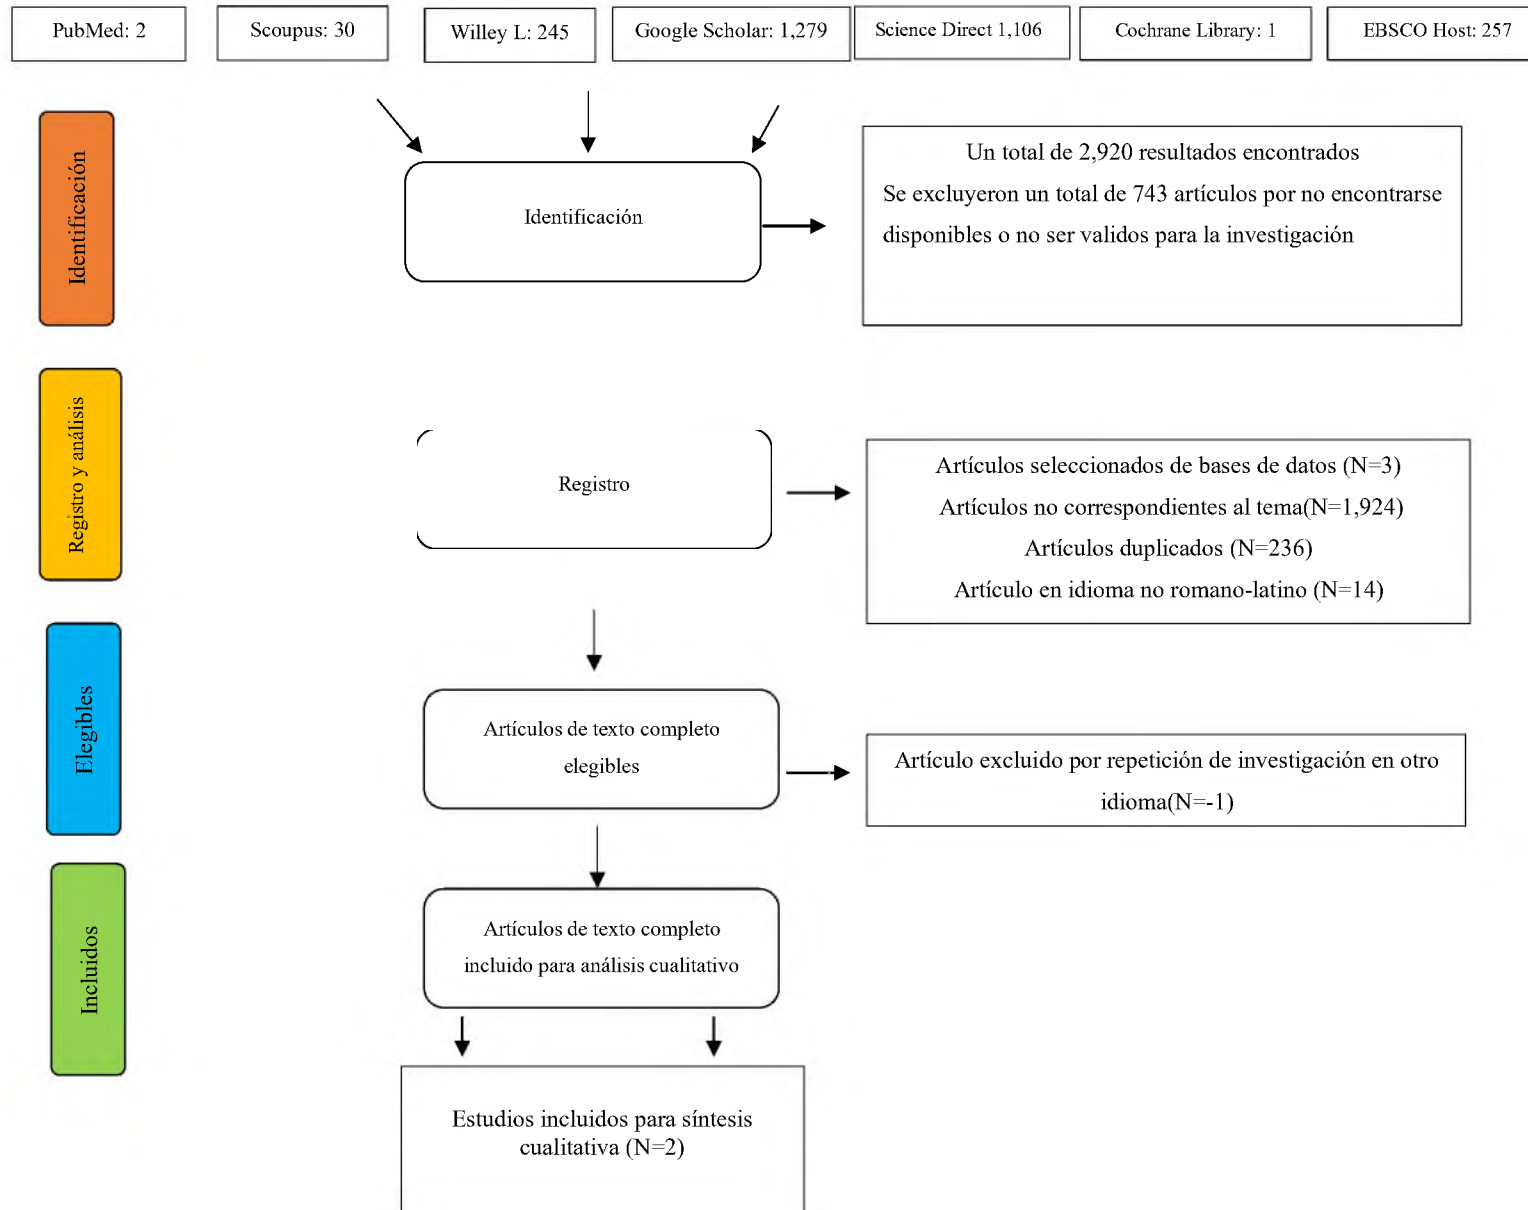 PubMed: 2
Scoupus: 30
Willey L: 245
Google Scholar: 1,279
Science Direct 1,106
Cochrane Library: 1
EBSCO Host: 257
Identificación
Identificación
Un total de 2,920 resultados encontrados
Se excluyeron un total de 743 artículos por no encontrarse
disponibles o no ser validos para la investigación
Registro y análisis
Registro
Artículos seleccionados de bases de datos (N=3)
Artículos no correspondientes al tema(N=1,924)
Artículos duplicados (N=236)
Artículo en idioma no romano-latino (N=14)
Elegibles
Artículos de texto completo
elegibles
Artículo excluido por repetición de investigación en otro
idioma(N=-1)
Incluidos
Artículos de texto completo
incluido para análisis cualitativo
Estudios incluidos para síntesis
cualitativa (N=2)